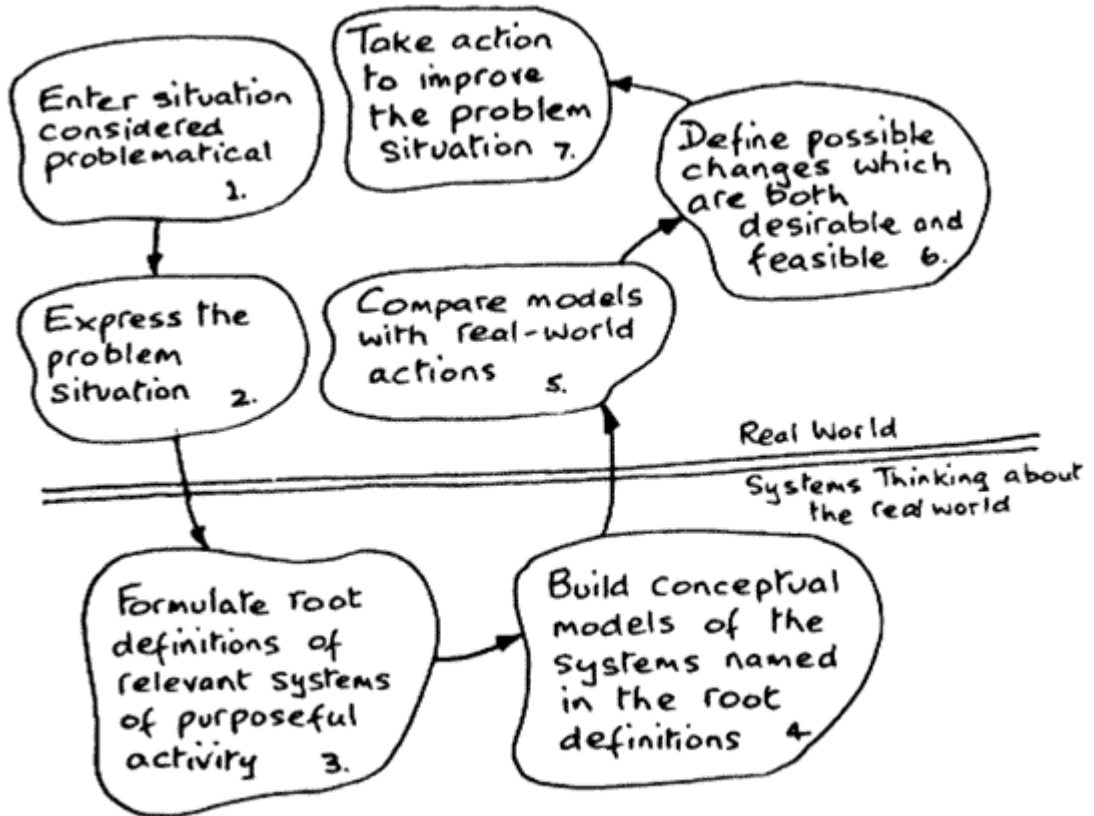 Enter situation
considered
problematical
1.
Express the
problem
situation 2.
Formulate root
definitions of
relevant systems
of purposeful
activity 3.
Build conceptual
models of the
systems named
in the root
definitions 4
Compare models
with real-world
actions 5.
Define possible
changes which
are both
desirable and
feasible 6.
Take action
to improve
the problem
situation 7.
Real World
Systems Thinking about
the real world